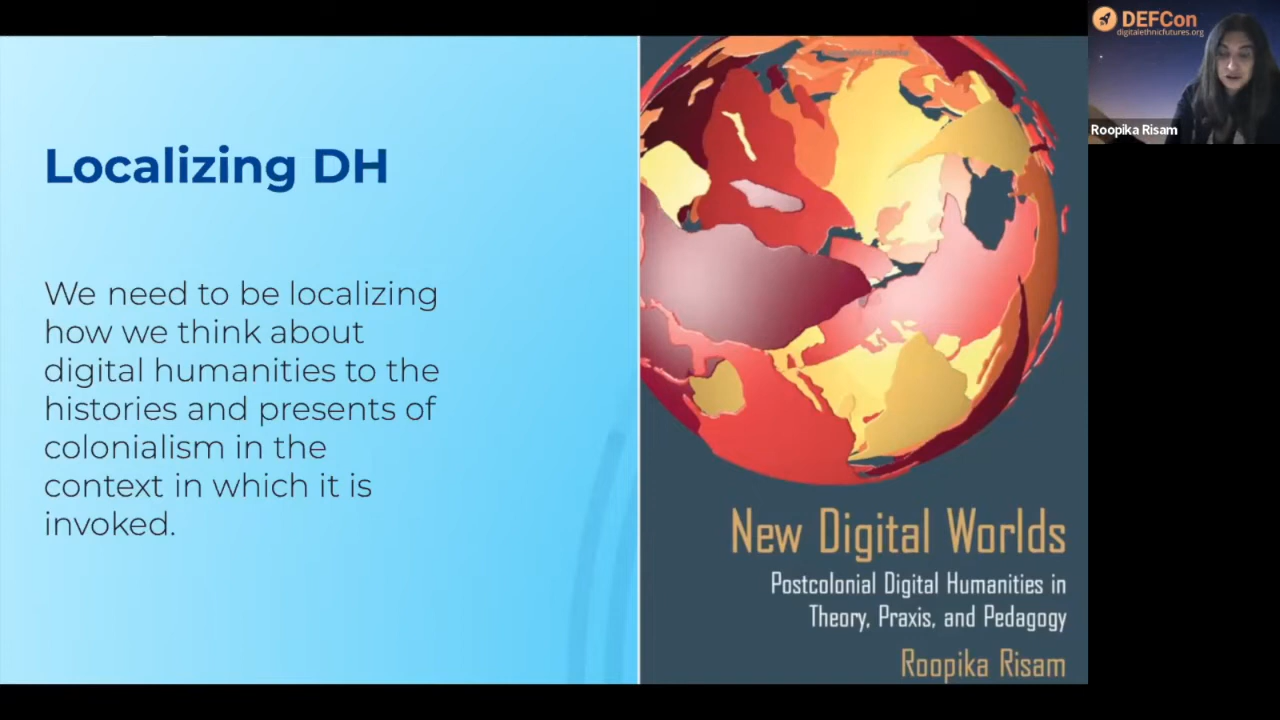 Localizing DH
We need to be localizing
how we think about
digital humanities to the
histories and presents of
colonialism in the
context in which it is
invoked.
New Digital Worlds
Postcolonial Digital Humanities in
Theory, Praxis, and Pedagogy
Roopika Risam
DEFCon
digitalethnicfutures.org
Roopika Risam